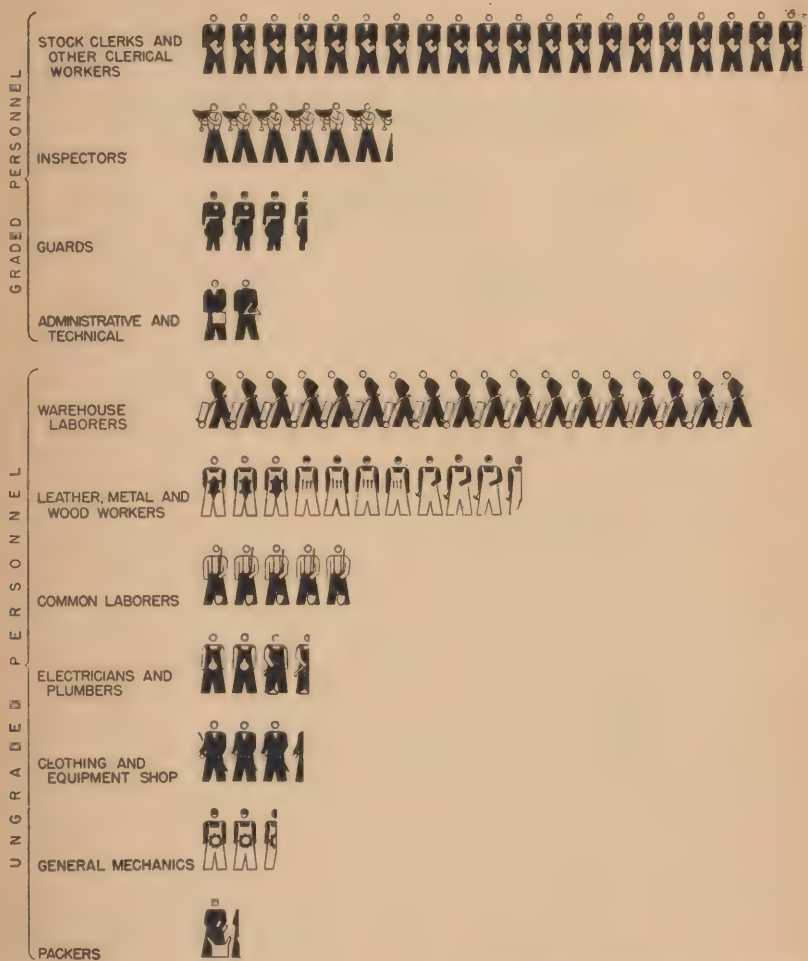 GRADED PERSONNEL
STOCK CLERKS AND
OTHER CLERICAL
WORKERS
INSPECTORS
GUARDS
ADMINISTRATIVE AND
TECHNICAL
UNGRADED PERSONNEL
WAREHOUSE
LABORERS
LEATHER, METAL AND
WOOD WORKERS
COMMON LABORERS
ELECTRICIANS AND
PLUMBERS
CLOTHING AND
EQUIPMENT SHOP
GENERAL MECHANICS
PACKERS